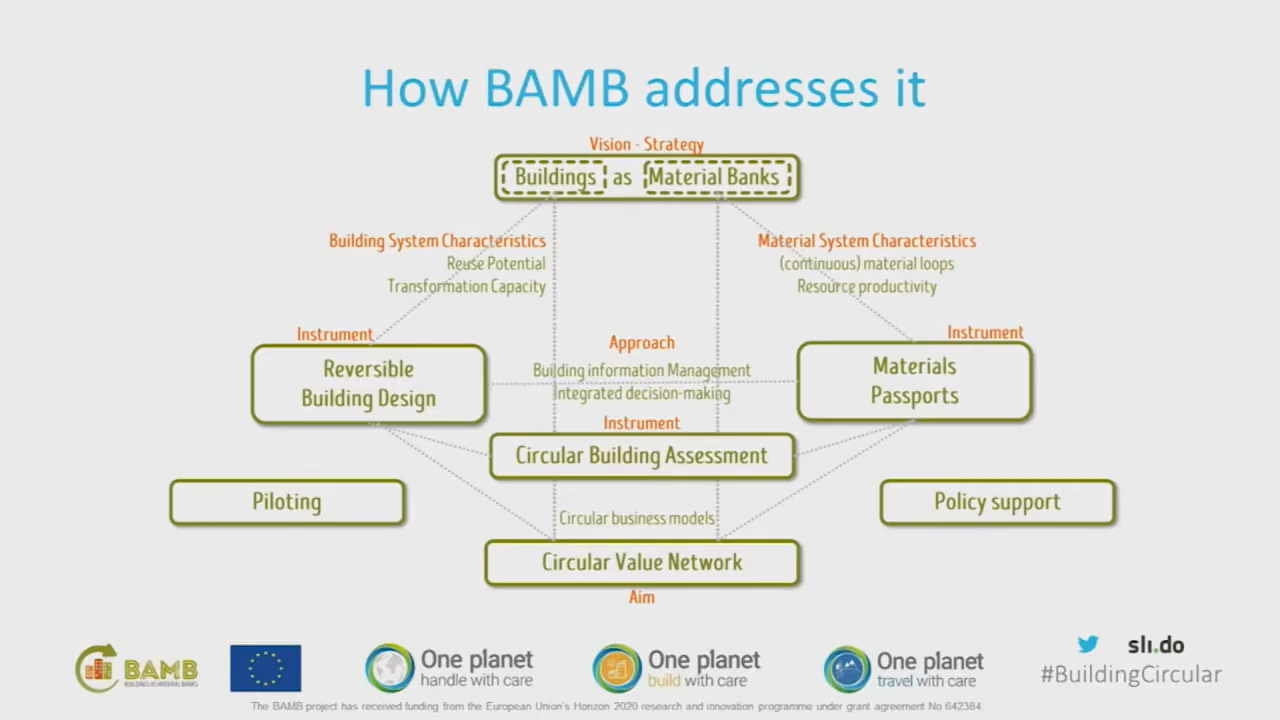 How BAMB addresses it
Vision - Strategy
Buildings as Material Banks
Building System Characteristics
Reuse Potential
Transformation Capacity
Material System Characteristics
(continuous) material loops
Resource productivity
Instrument
Reversible
Building Design
Approach
Building information Management
Integrated decision-making
Instrument
Materials
Passports
Instrument
Circular Building Assessment
Piloting
Policy support
Circular business models
Circular Value Network
Aim
BAMB
BUILDINGS AS MATERIAL BANKS
One planet
handle with care
One planet
build with care
One planet
travel with care
sli.do
#BuildingCircular
The BAMB project has received funding from the European Union's Horizon 2020 research and innovation programme under grant agreement No 642384.